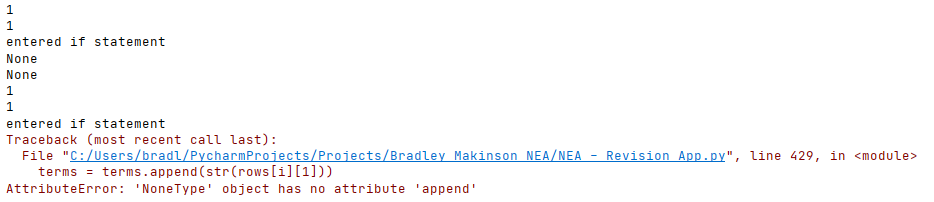 1
1
entered if statement
None
None
1
1
entered if statement
Traceback (most recent call last):
  File "C:/Users/bradl/PycharmProjects/Projects/Bradley Makinson NEA/NEA - Revision App.py", line 429, in <module>
    terms = terms.append(str(rows[i][1]))
AttributeError: 'NoneType' object has no attribute 'append'